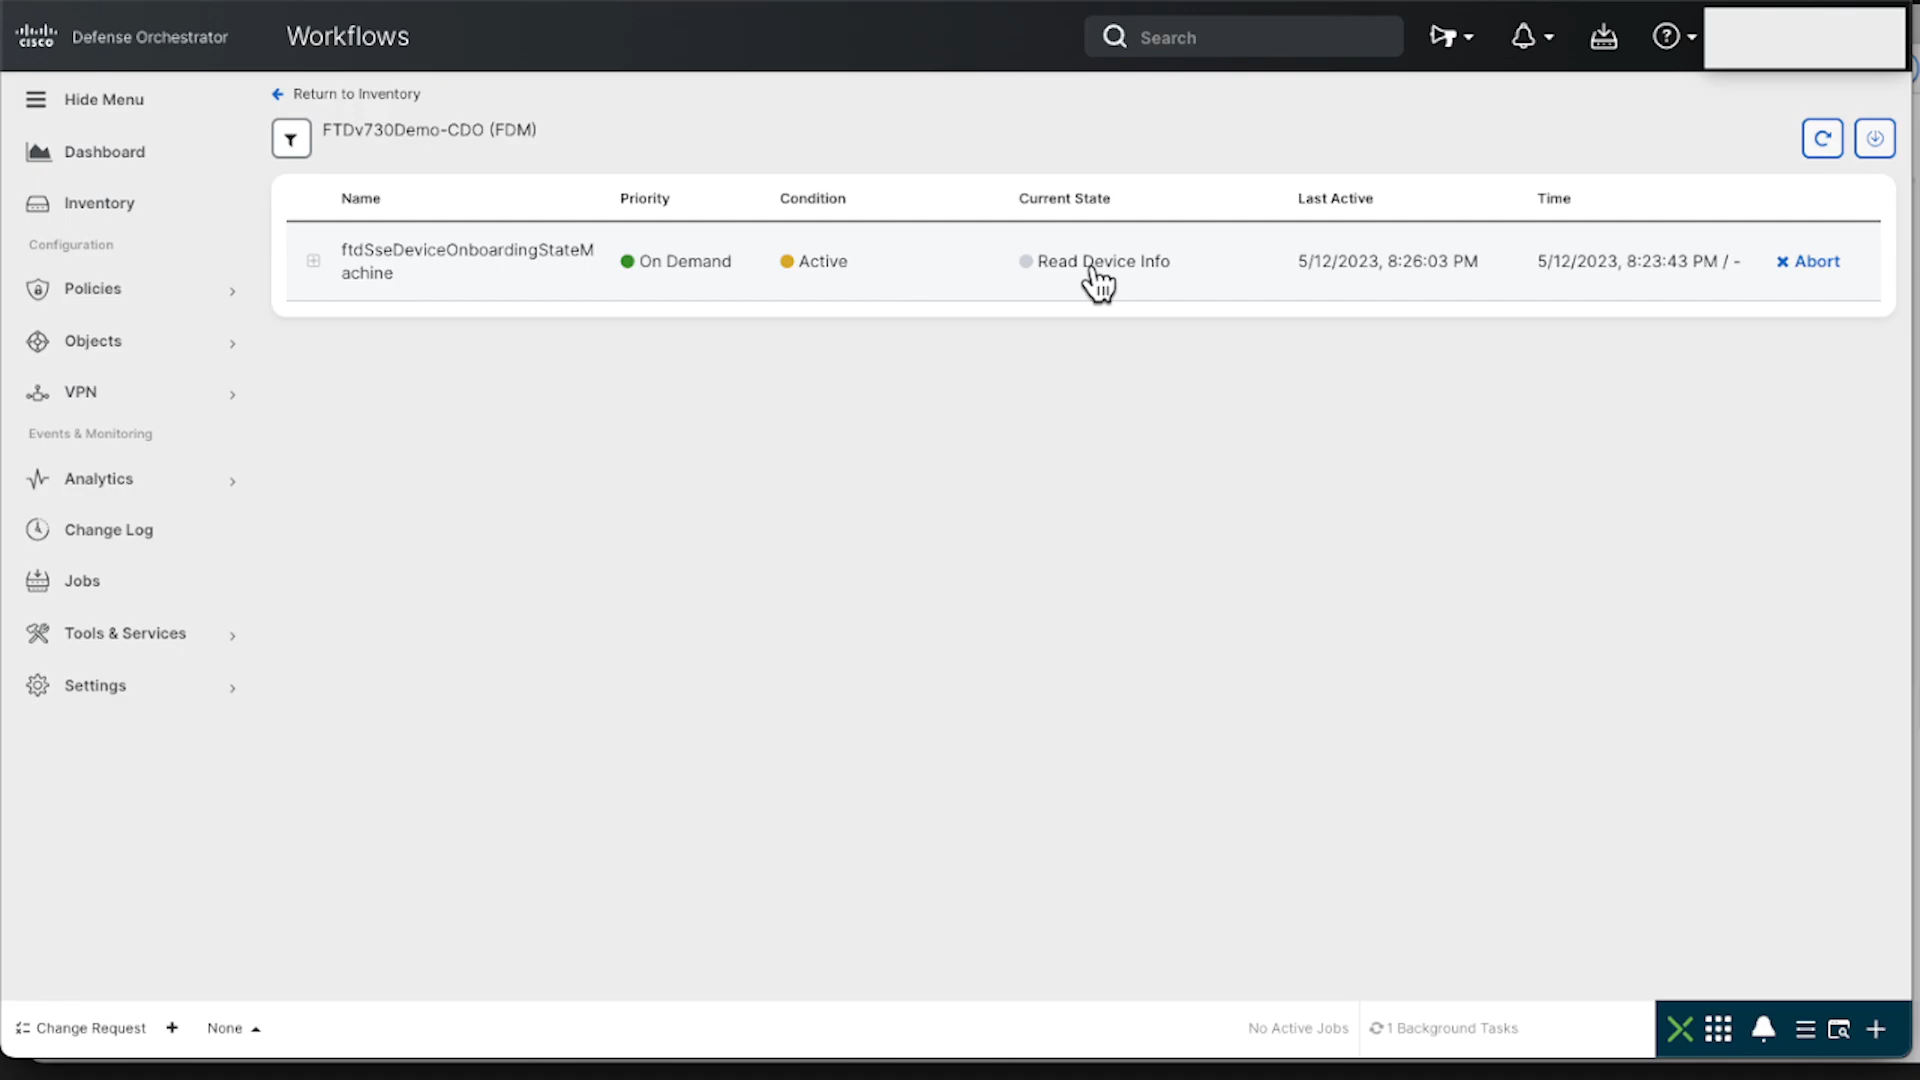 CISCO Defense Orchestrator
Workflows
Search
Hide Menu
Dashboard
Inventory
Configuration
Policies
Objects
VPN
Events & Monitoring
Analytics
Change Log
Jobs
Tools & Services
Settings
Return to Inventory
FTDv730Demo-CDO (FDM)
Name Priority Condition Current State Last Active Time
ftdSseDeviceOnboardingStateM
achine
On Demand Active Read Device Info 5/12/2023, 8:26:03 PM 5/12/2023, 8:23:43 PM / - Abort
Change Request + None
No Active Jobs
1 Background Tasks